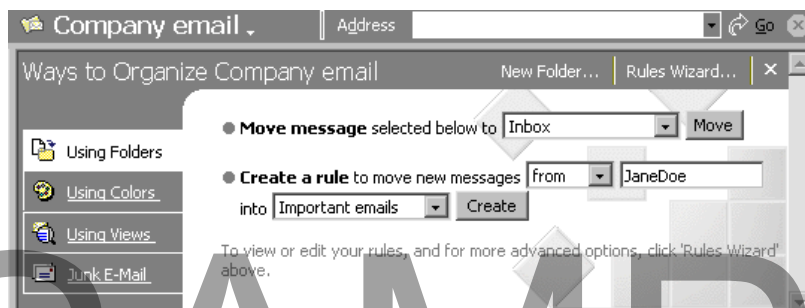 Company email. Address Go
Ways to Organize Company email New Folder... Rules Wizard... ×
Move message selected below to Inbox Move
Using Folders
Create a rule to move new messages from JaneDoe
Using Colors
into Important emails Create
Using Views
To view or edit your rules, and for more advanced options, click 'Rules Wizard'
above.
Junk E-Mail